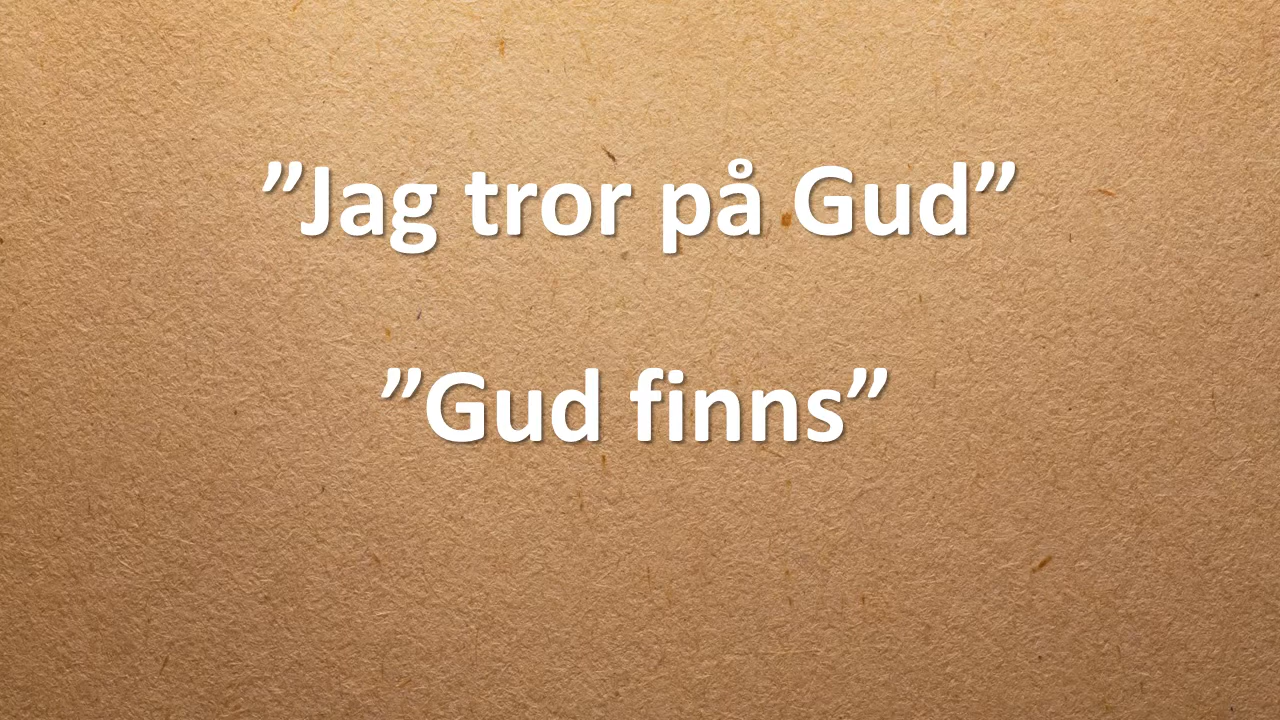 ”Jag tror på Gud”
”Gud finns”